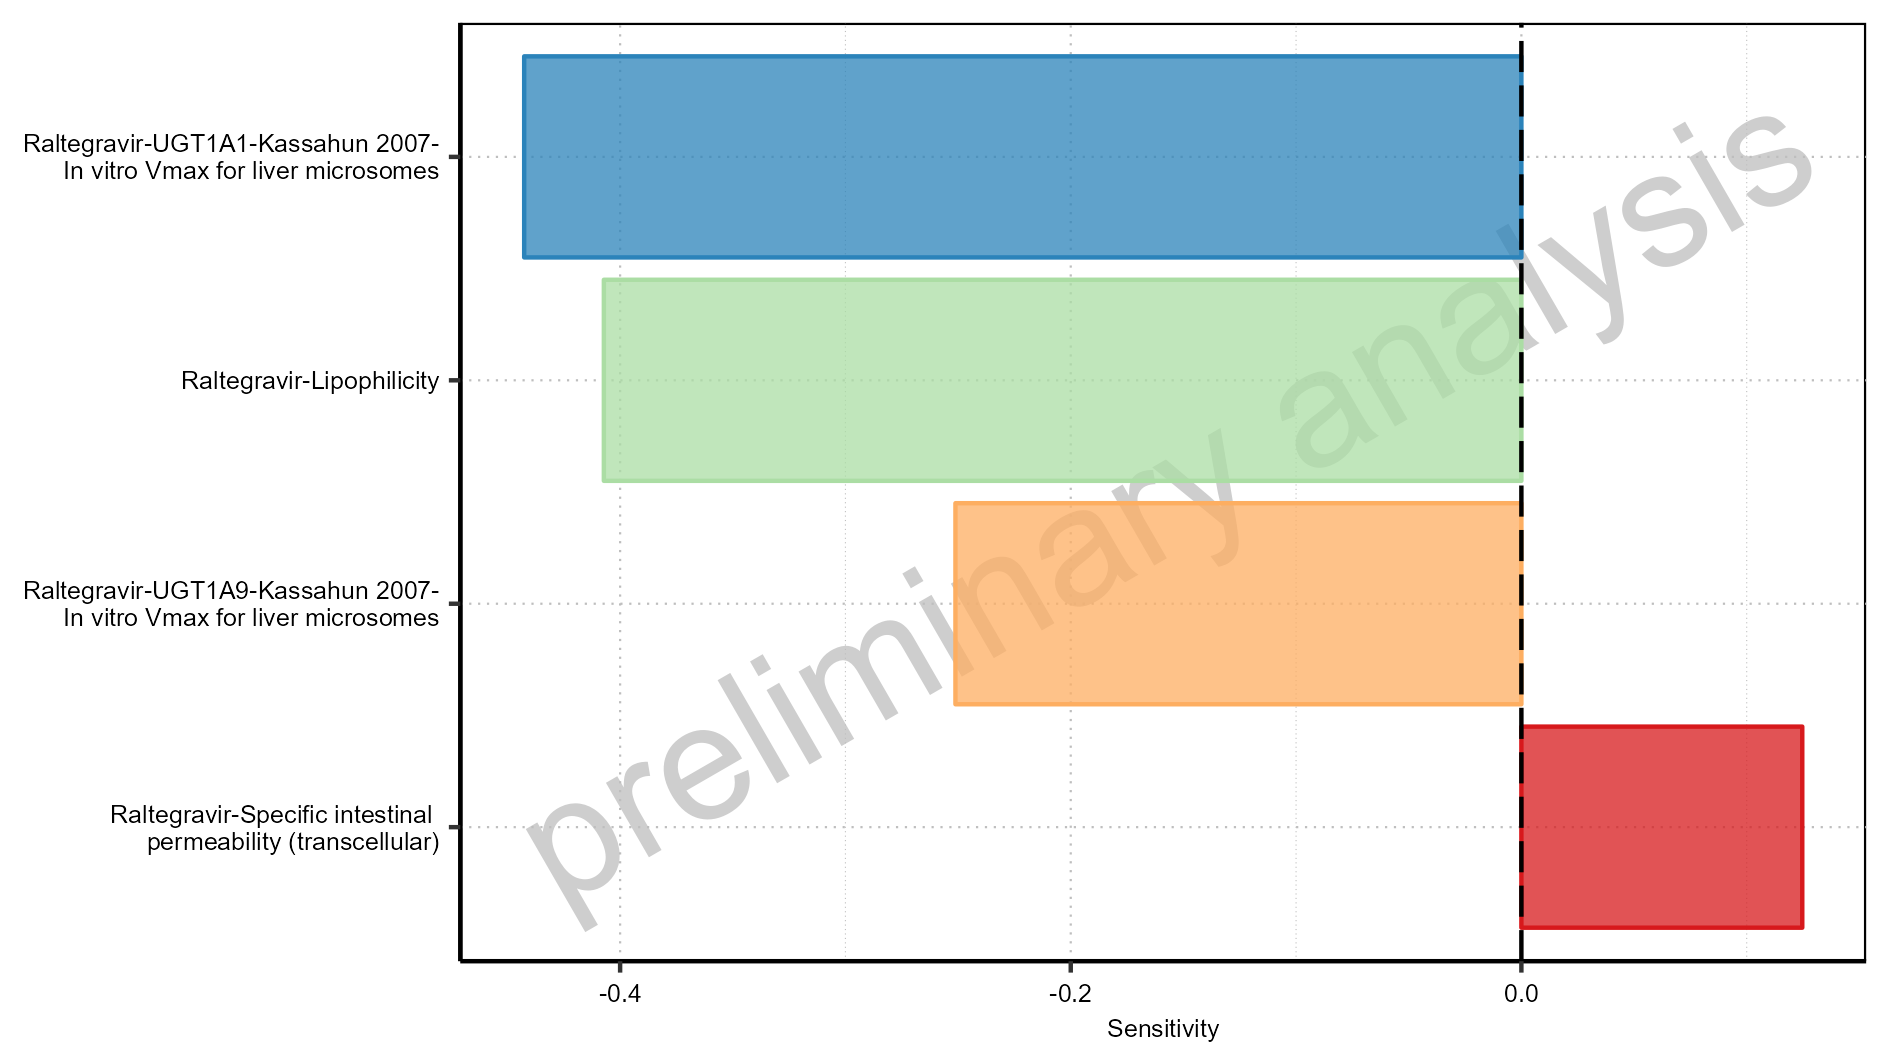 Raltegravir-UGT1A1-Kassahun 2007-
In vitro Vmax for liver microsomes
Raltegravir-Lipophilicity
Raltegravir-UGT1A9-Kassahun 2007-
In vitro Vmax for liver microsomes
Raltegravir-Specific intestinal
permeability (transcellular)
preliminary analysis
-0.4
-0.2
0.0
Sensitivity